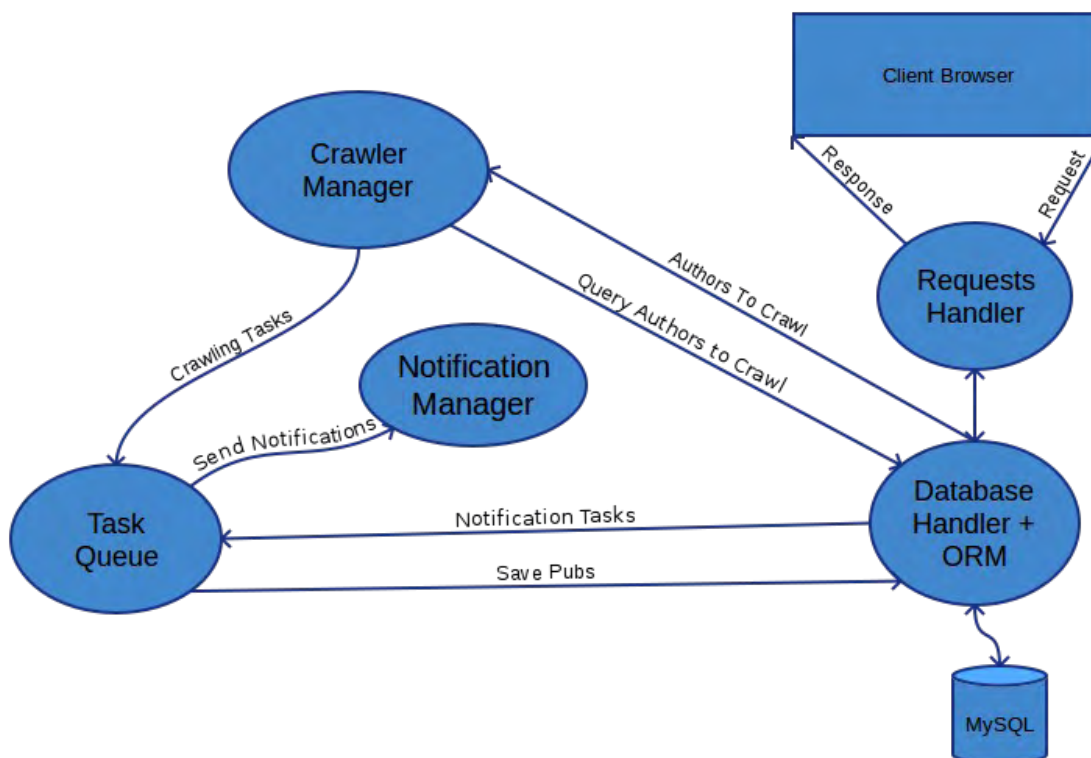 Client Browser
Crawler
Manager
Response
Request
Requests
Handler
Authors To Crawl
Query Authors to Crawl
Crawling Tasks
Notification
Manager
Send Notifications
Task
Queue
Notification Tasks
Save Pubs
Database
Handler +
ORM
MySQL